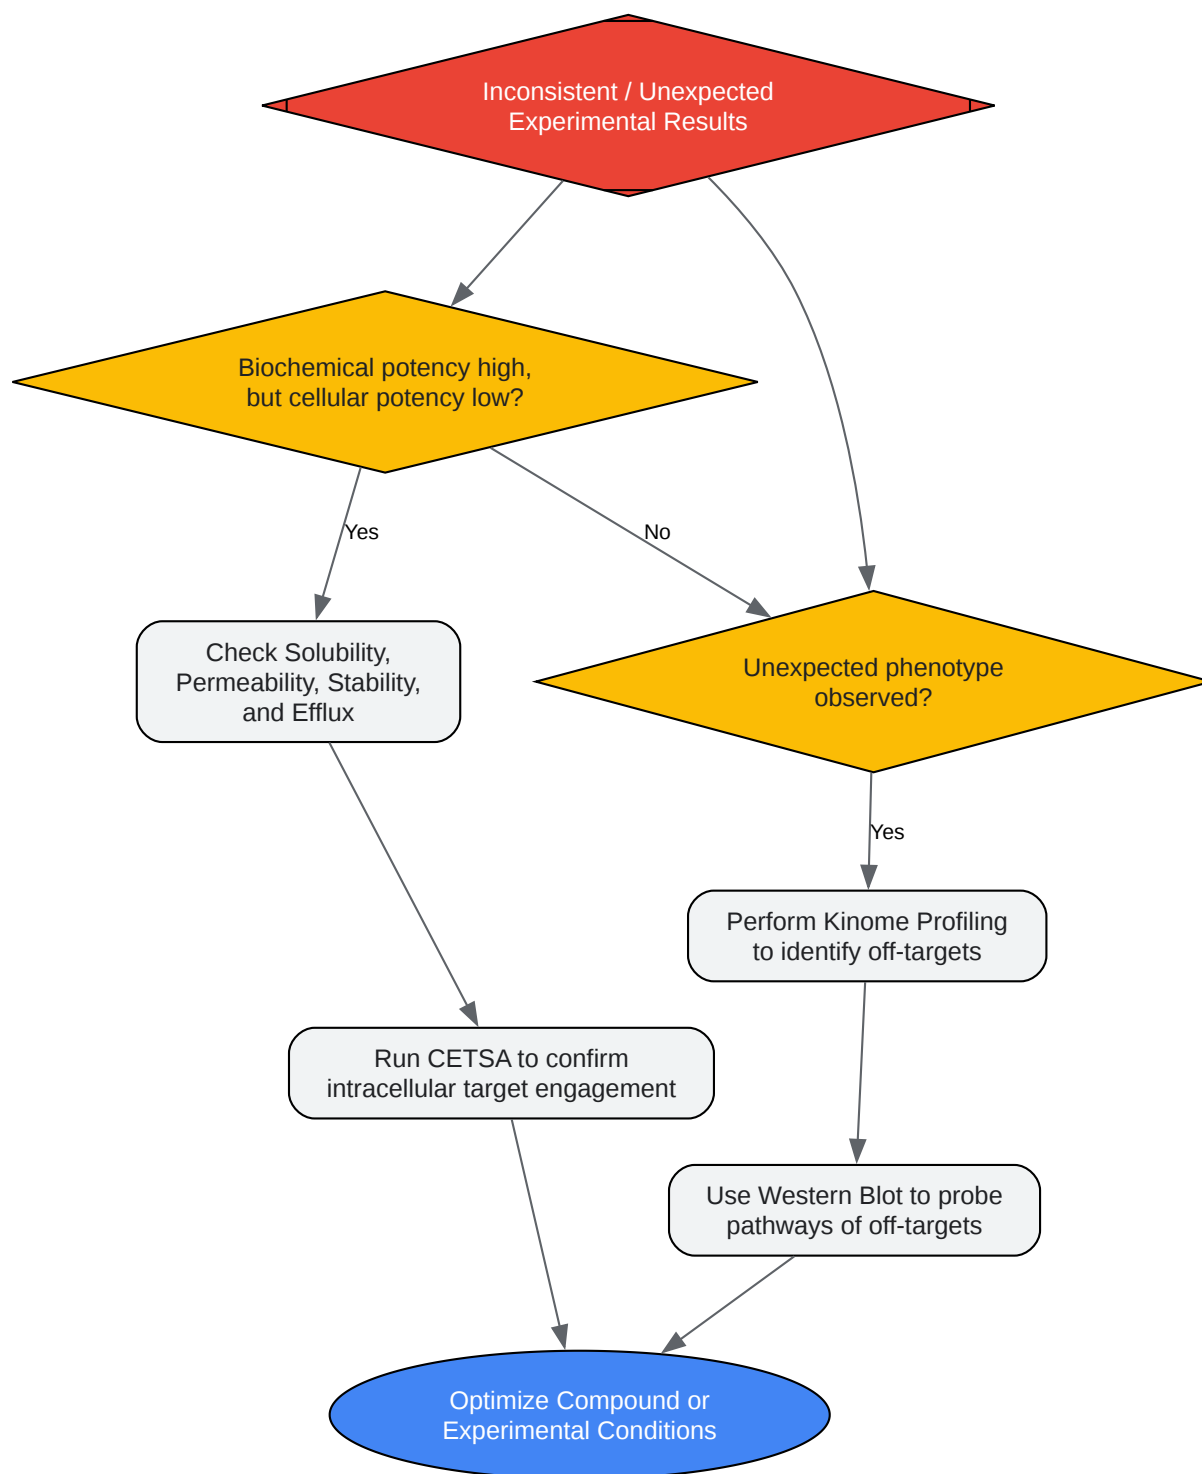 Inconsistent / Unexpected
Experimental Results
Biochemical potency high,
but cellular potency low?
Yes
No
Check Solubility,
Permeability, Stability,
and Efflux
Unexpected phenotype
observed?
Yes
Perform Kinome Profiling
to identify off-targets
Run CETSA to confirm
intracellular target engagement
Use Western Blot to probe
pathways of off-targets
Optimize Compound or
Experimental Conditions